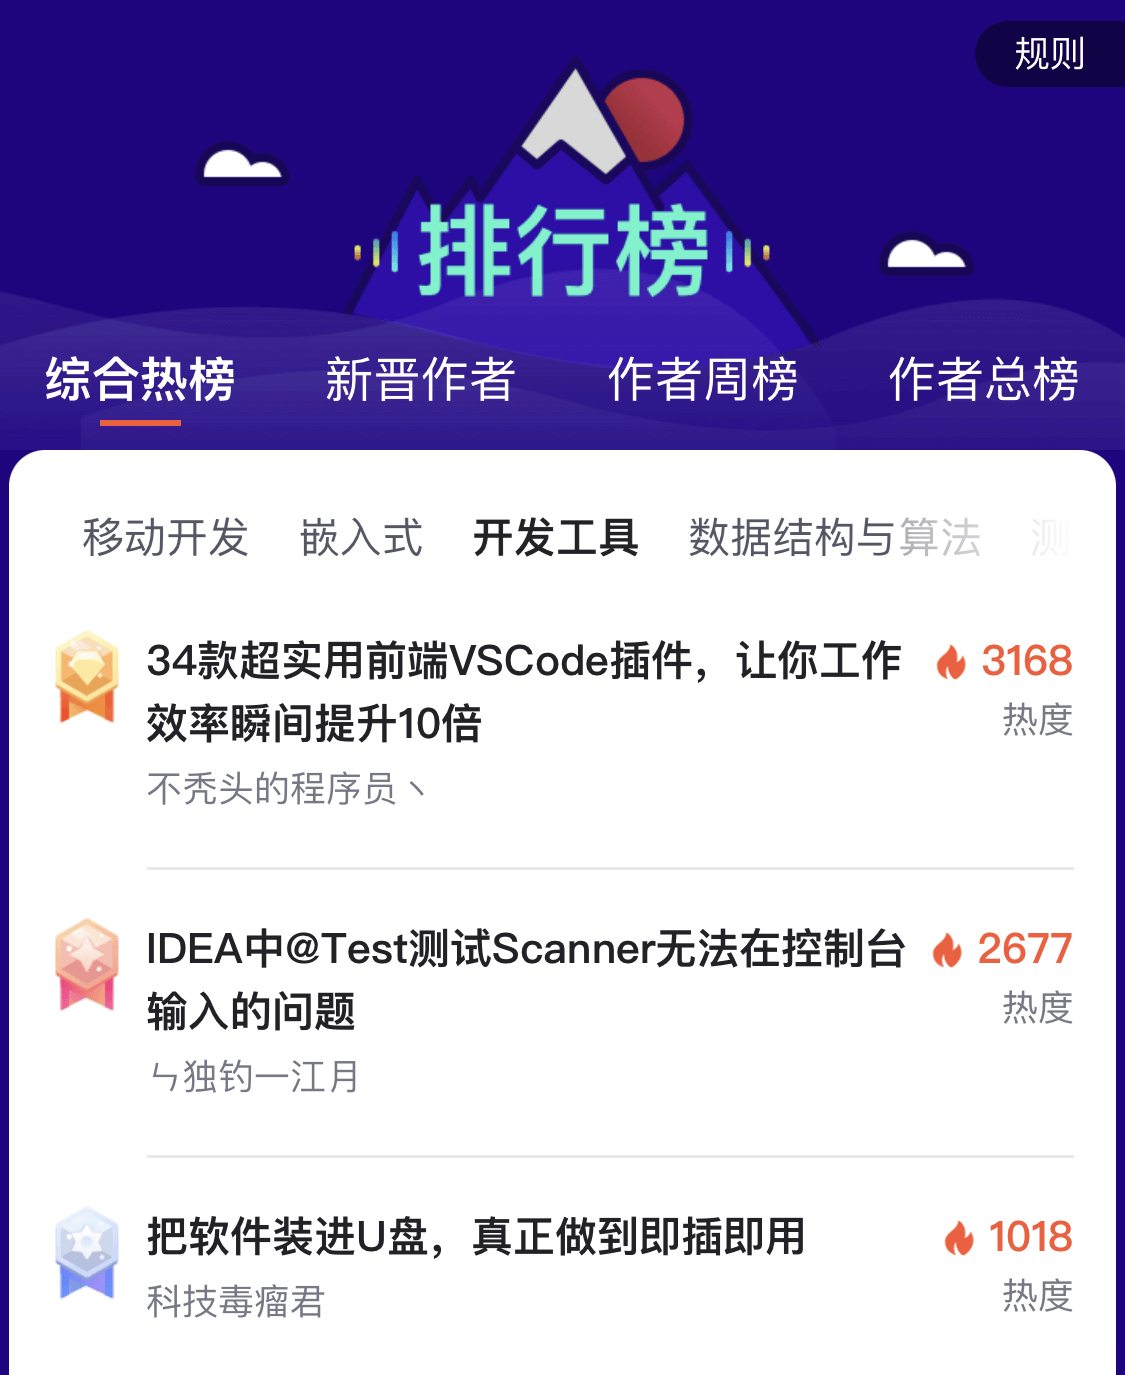 规则
排行榜
综合热榜 新晋作者 作者周榜 作者总榜
移动开发 嵌入式 开发工具 数据结构与算法 测
34款超实用前端VSCode插件，让你工作 3168
效率瞬间提升10倍 热度
不秃头的程序员丶
IDEA中@Test测试Scanner无法在控制台 2677
输入的问题 热度
ㄣ独钓一江月
把软件装进U盘，真正做到即插即用 1018
科技毒瘤君 热度